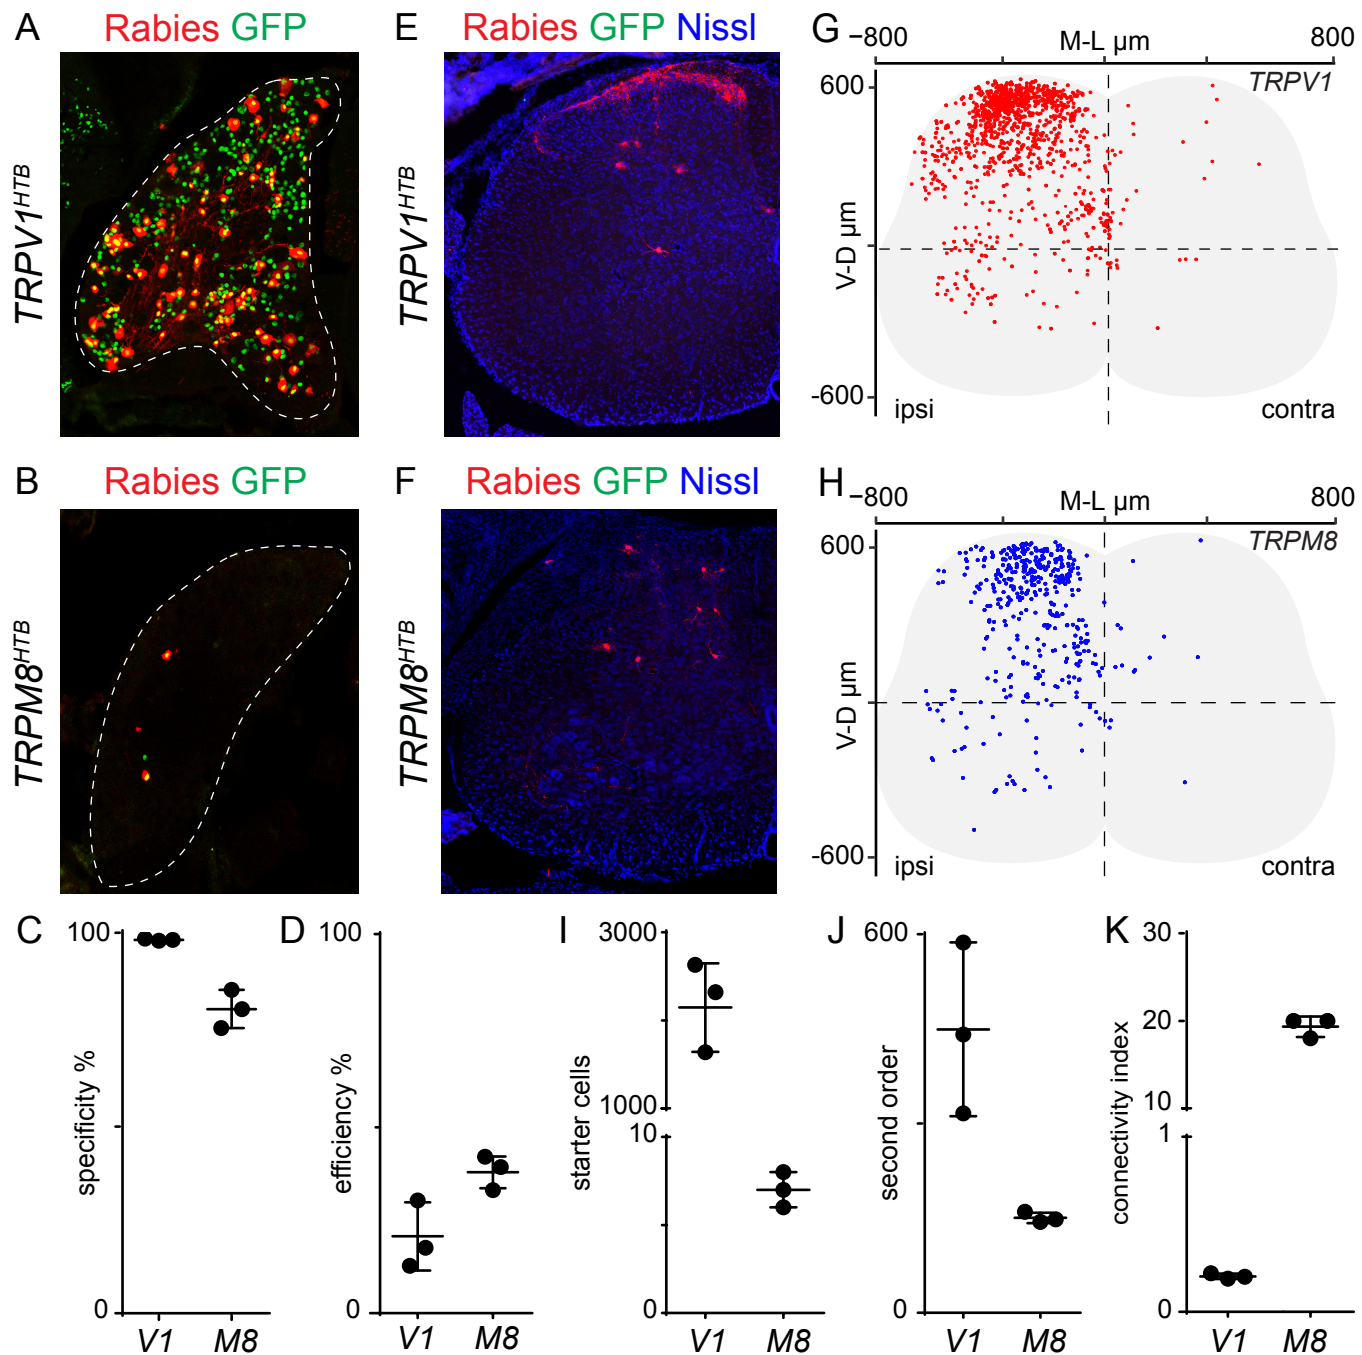 A Rabies GFP
TRPV1HTB
E Rabies GFP Nissl
TRPV1HTB
G −800 M-L µm 800
TRPV1
600
V-D µm
-600
ipsi contra
B Rabies GFP
TRPM8HTB
F Rabies GFP Nissl
TRPM8HTB
H −800 M-L µm 800
TRPM8
600
V-D µm
-600
ipsi contra
C 100
specificity %
0
V1 M8
D 100
efficiency %
0
V1 M8
I 3000
1000
10
starter cells
0
V1 M8
J 600
second order
0
V1 M8
K 30
20
10
1
connectivity index
0
V1 M8